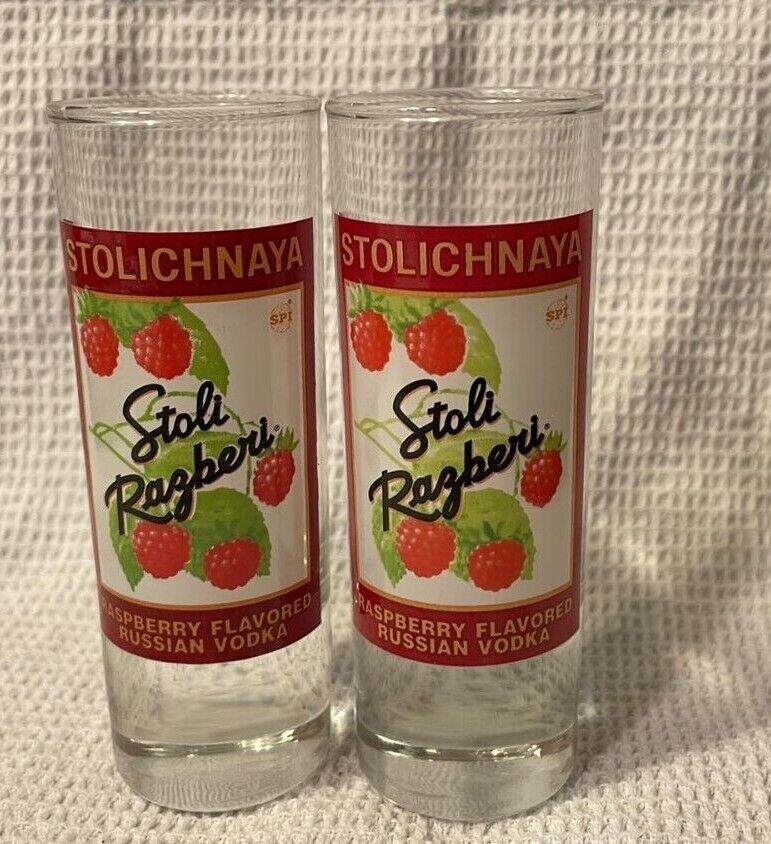 STOLICHNAYA
SPI
Stoli
Razberi®
RASPBERRY FLAVORED
RUSSIAN VODKA
STOLICHNAYA
SPI
Stoli
Razberi®
RASPBERRY FLAVORED
RUSSIAN VODKA